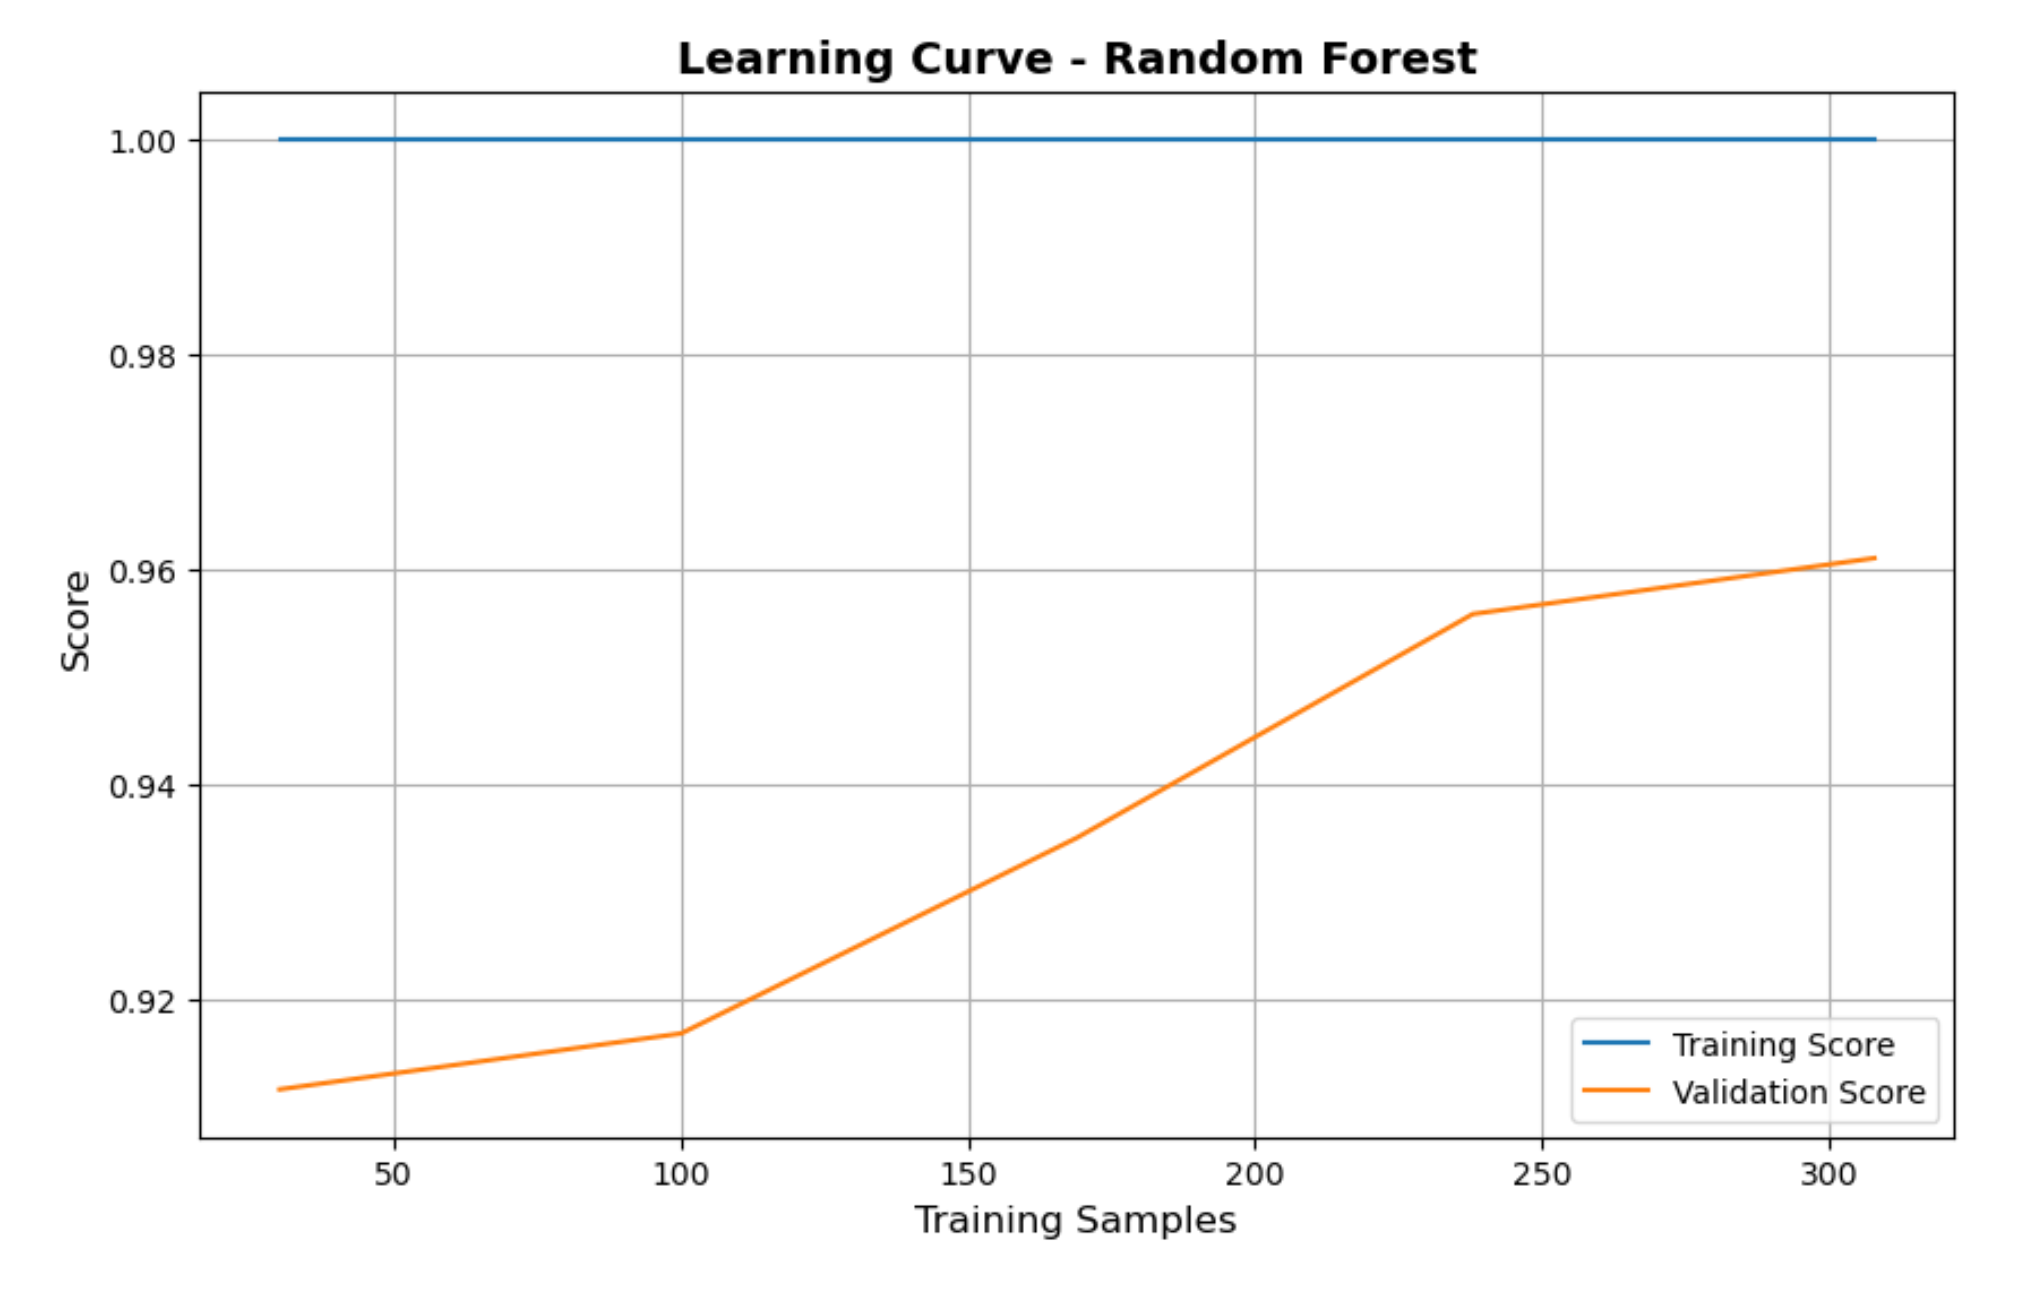 Learning Curve - Random Forest
1.00
0.98
0.96
0.94
0.92
Score
50 100 150 200 250 300
Training Samples
Training Score
Validation Score